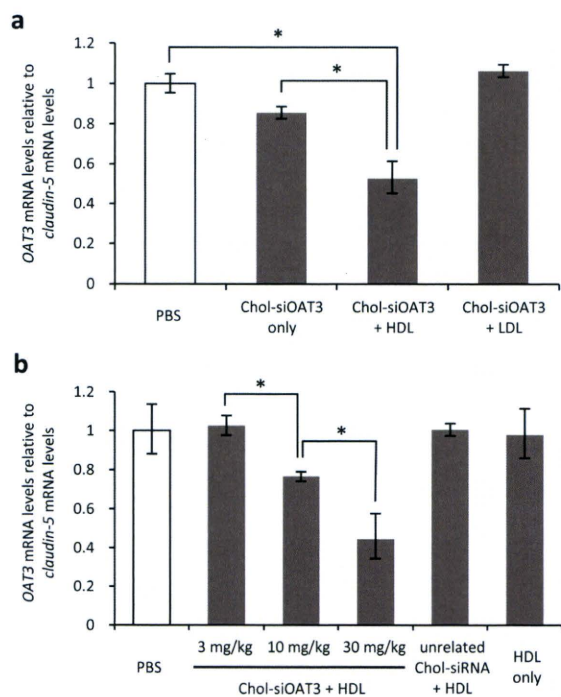 a
OAT3 mRNA levels relative to
claudin-5 mRNA levels
1.2
1
0.8
0.6
0.4
0.2
0
*
*
PBS
Chol-siOAT3
only
Chol-siOAT3
+ HDL
Chol-siOAT3
+ LDL
b
OAT3 mRNA levels relative to
claudin-5 mRNA levels
1.2
1
0.8
0.6
0.4
0.2
0
*
*
PBS
3 mg/kg
10 mg/kg
30 mg/kg
Chol-siOAT3 + HDL
unrelated
Chol-siRNA
+ HDL
HDL
only